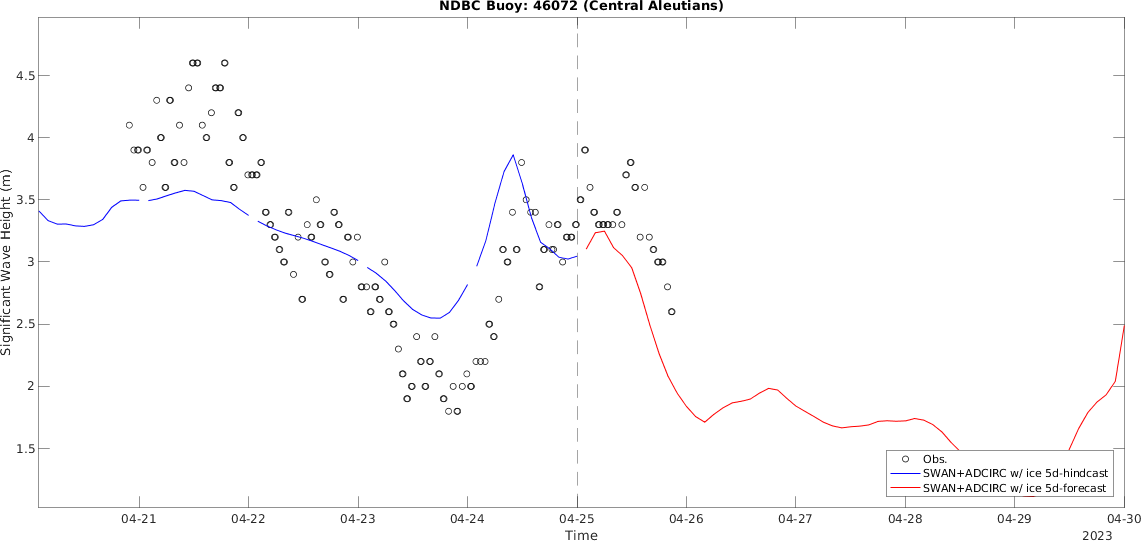 NDBC Buoy: 46072 (Central Aleutians)
Significant Wave Height (m)
4.5
4
3.5
3
2.5
2
1.5
Obs.
SWAN+ADCIRC w/ ice 5d-hindcast
SWAN+ADCIRC w/ ice 5d-forecast
04-21 04-22 04-23 04-24 04-25 04-26 04-27 04-28 04-29 04-30
Time
2023